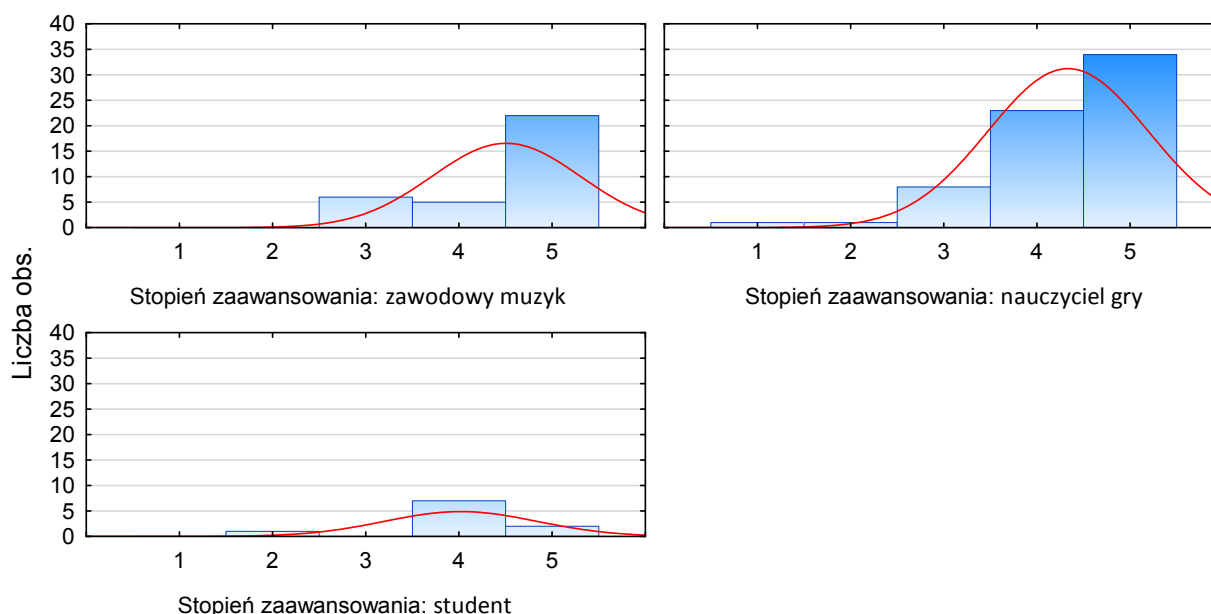 40
35
30
25
20
15
10
5
0
1 2 3 4 5
Stopień zaawansowania: zawodowy muzyk
1 2 3 4 5
Stopień zaawansowania: nauczyciel gry
Liczba obs.
40
35
30
25
20
15
10
5
0
1 2 3 4 5
Stopień zaawansowania: student